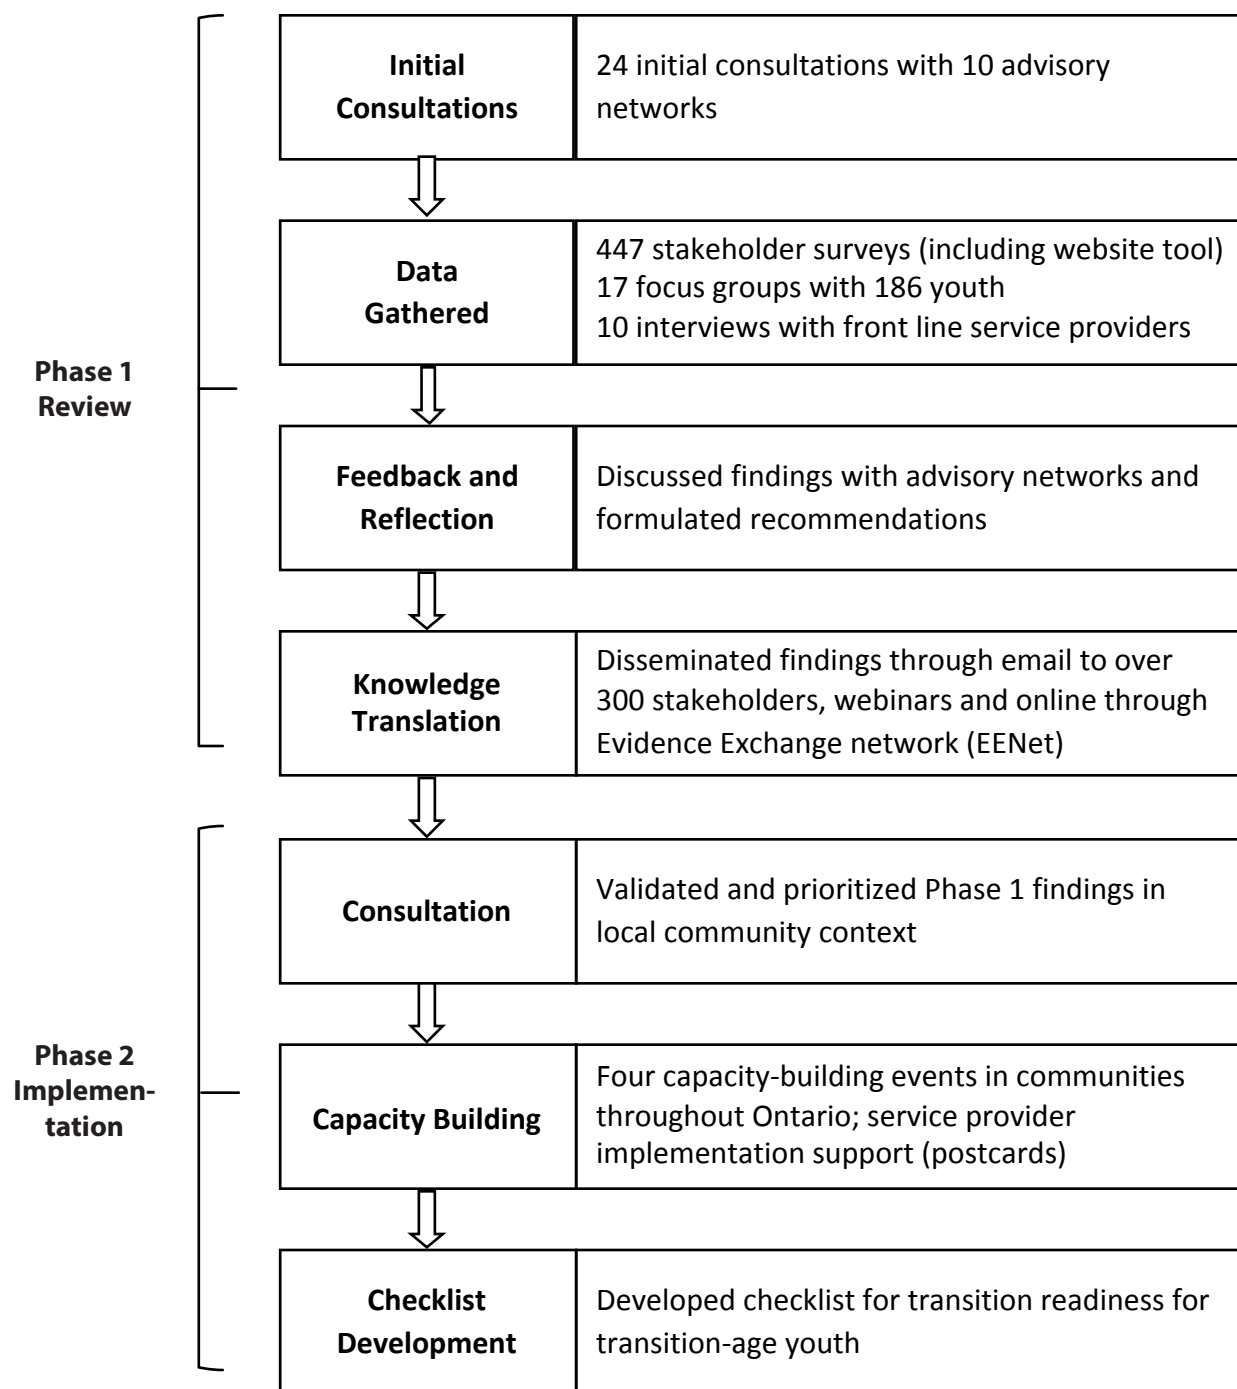 Initial
Consultations
24 initial consultations with 10 advisory
networks
Data
Gathered
447 stakeholder surveys (including website tool)
17 focus groups with 186 youth
10 interviews with front line service providers
Phase 1
Review
Feedback and
Reflection
Discussed findings with advisory networks and
formulated recommendations
Knowledge
Translation
Disseminated findings through email to over
300 stakeholders, webinars and online through
Evidence Exchange network (EENet)
Consultation
Validated and prioritized Phase 1 findings in
local community context
Phase 2
Implemen-
tation
Capacity Building
Four capacity-building events in communities
throughout Ontario; service provider
implementation support (postcards)
Checklist
Development
Developed checklist for transition readiness for
transition-age youth